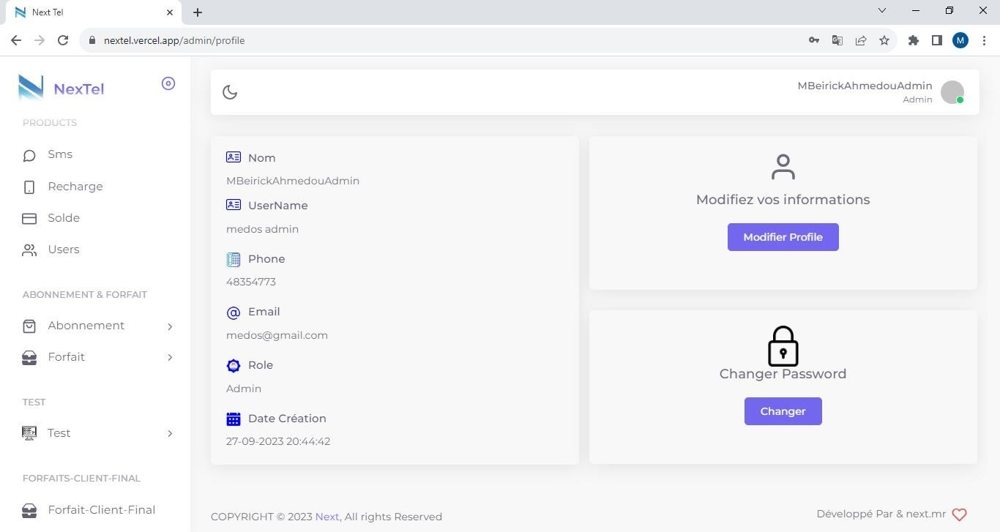 Next Tel
nextel.vercel.app/admin/profile
M
NexTel
PRODUCTS
Sms
Recharge
Solde
Users
ABONNEMENT & FORFAIT
Abonnement
Forfait
TEST
Test
FORFAITS-CLIENT-FINAL
Forfait-Client-Final
MBeirickAhmedouAdmin
Admin
Nom
MBeirickAhmedouAdmin
UserName
medos admin
Phone
48354773
Email
medos@gmail.com
Role
Admin
Date Création
27-09-2023 20:44:42
Modifiez vos informations
Modifier Profile
Changer Password
Changer
COPYRIGHT © 2023 Next, All rights Reserved
Développé Par & next.mr